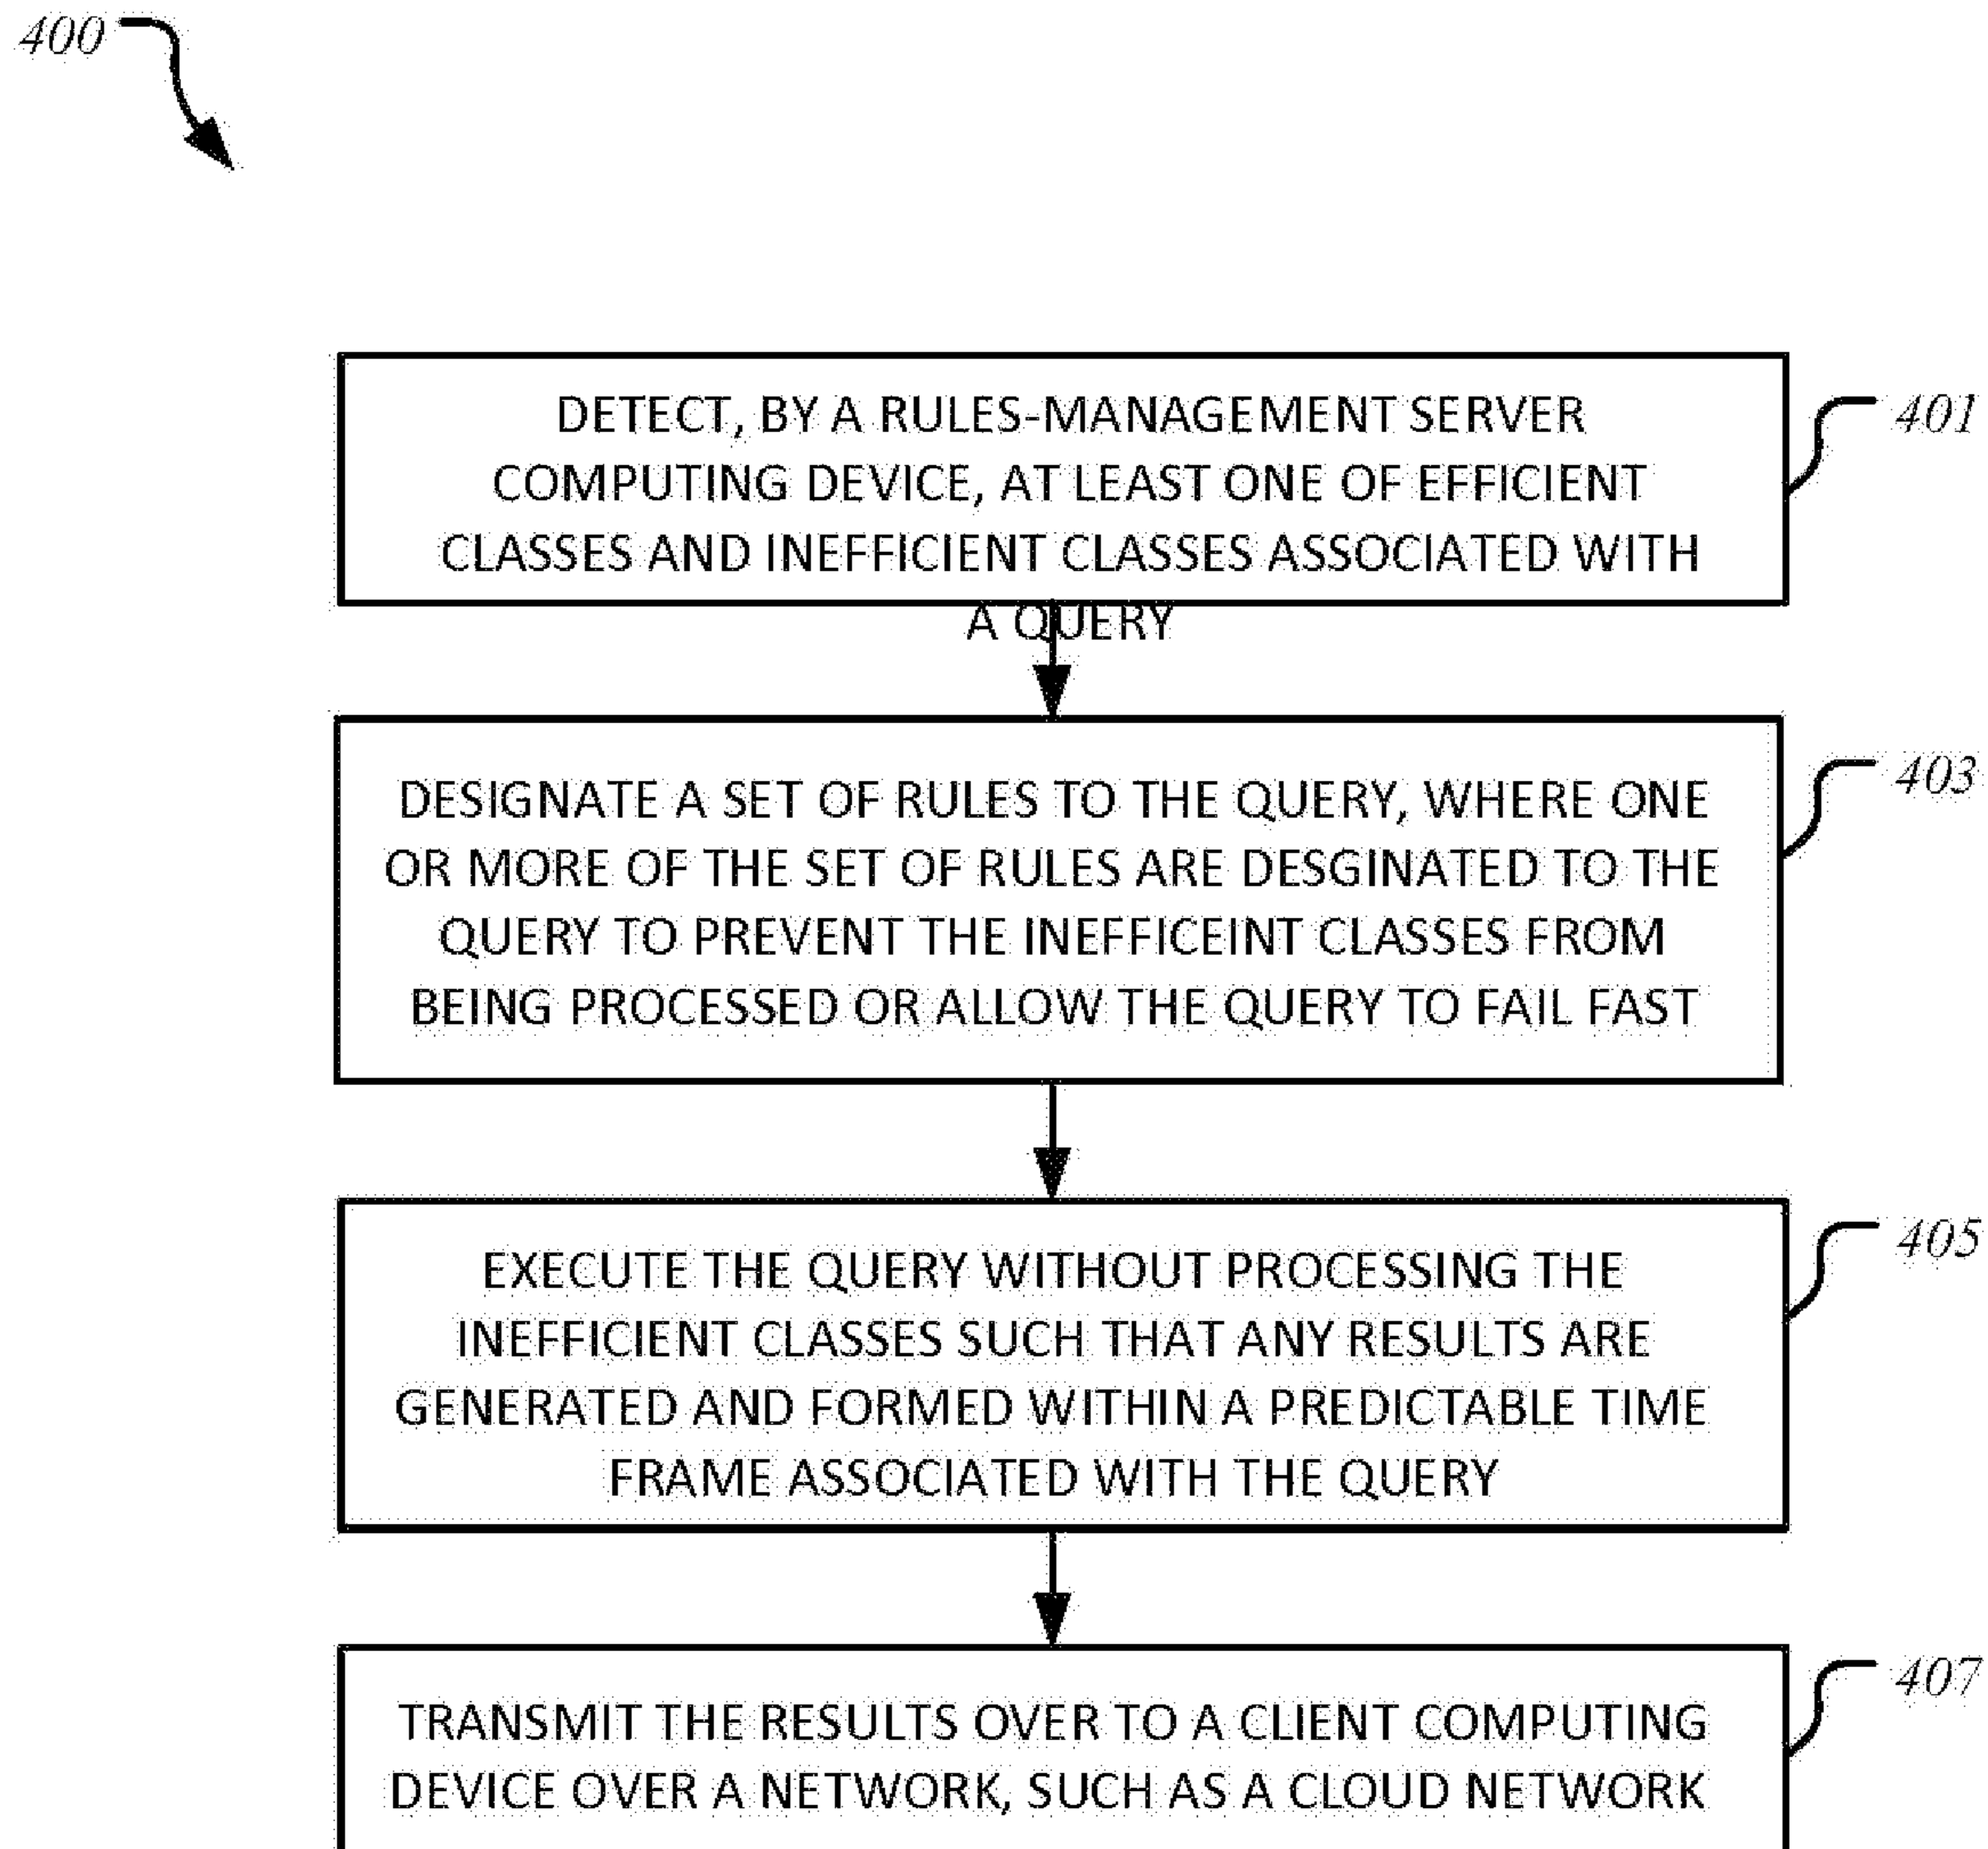 400
DETECT, BY A RULES-MANAGEMENT SERVER
COMPUTING DEVICE, AT LEAST ONE OF EFFICIENT
CLASSES AND INEFFICIENT CLASSES ASSOCIATED WITH
A QUERY
401
DESIGNATE A SET OF RULES TO THE QUERY, WHERE ONE
OR MORE OF THE SET OF RULES ARE DESGINATED TO THE
QUERY TO PREVENT THE INEFFICEINT CLASSES FROM
BEING PROCESSED OR ALLOW THE QUERY TO FAIL FAST
403
EXECUTE THE QUERY WITHOUT PROCESSING THE
INEFFICIENT CLASSES SUCH THAT ANY RESULTS ARE
GENERATED AND FORMED WITHIN A PREDICTABLE TIME
FRAME ASSOCIATED WITH THE QUERY
405
TRANSMIT THE RESULTS OVER TO A CLIENT COMPUTING
DEVICE OVER A NETWORK, SUCH AS A CLOUD NETWORK
407